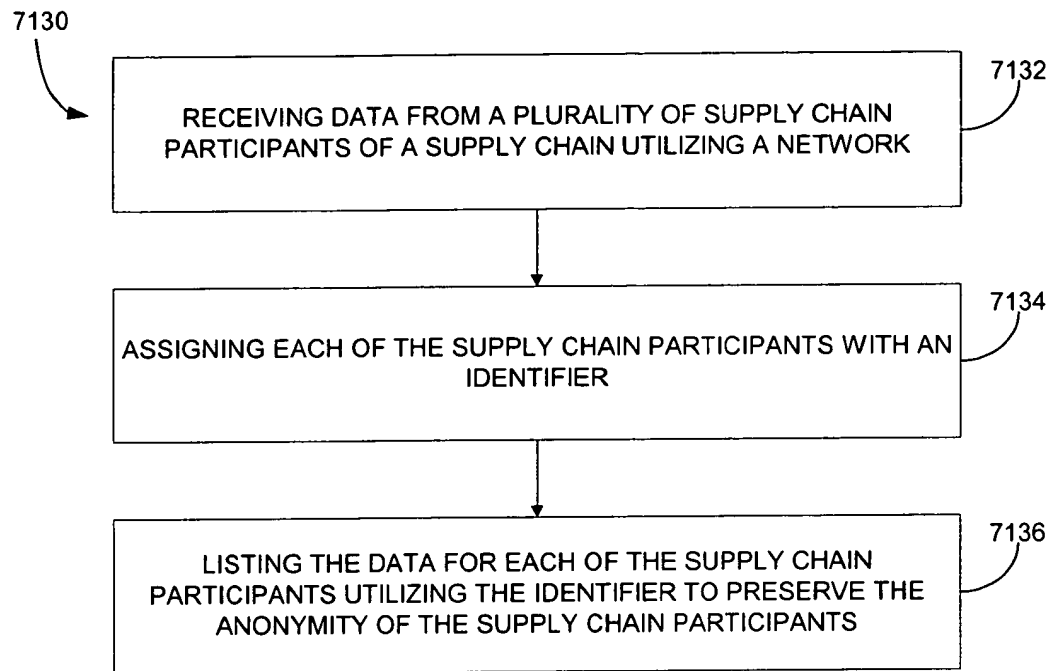 7130
7132
RECEIVING DATA FROM A PLURALITY OF SUPPLY CHAIN
PARTICIPANTS OF A SUPPLY CHAIN UTILIZING A NETWORK
7134
ASSIGNING EACH OF THE SUPPLY CHAIN PARTICIPANTS WITH AN
IDENTIFIER
7136
LISTING THE DATA FOR EACH OF THE SUPPLY CHAIN
PARTICIPANTS UTILIZING THE IDENTIFIER TO PRESERVE THE
ANONYMITY OF THE SUPPLY CHAIN PARTICIPANTS